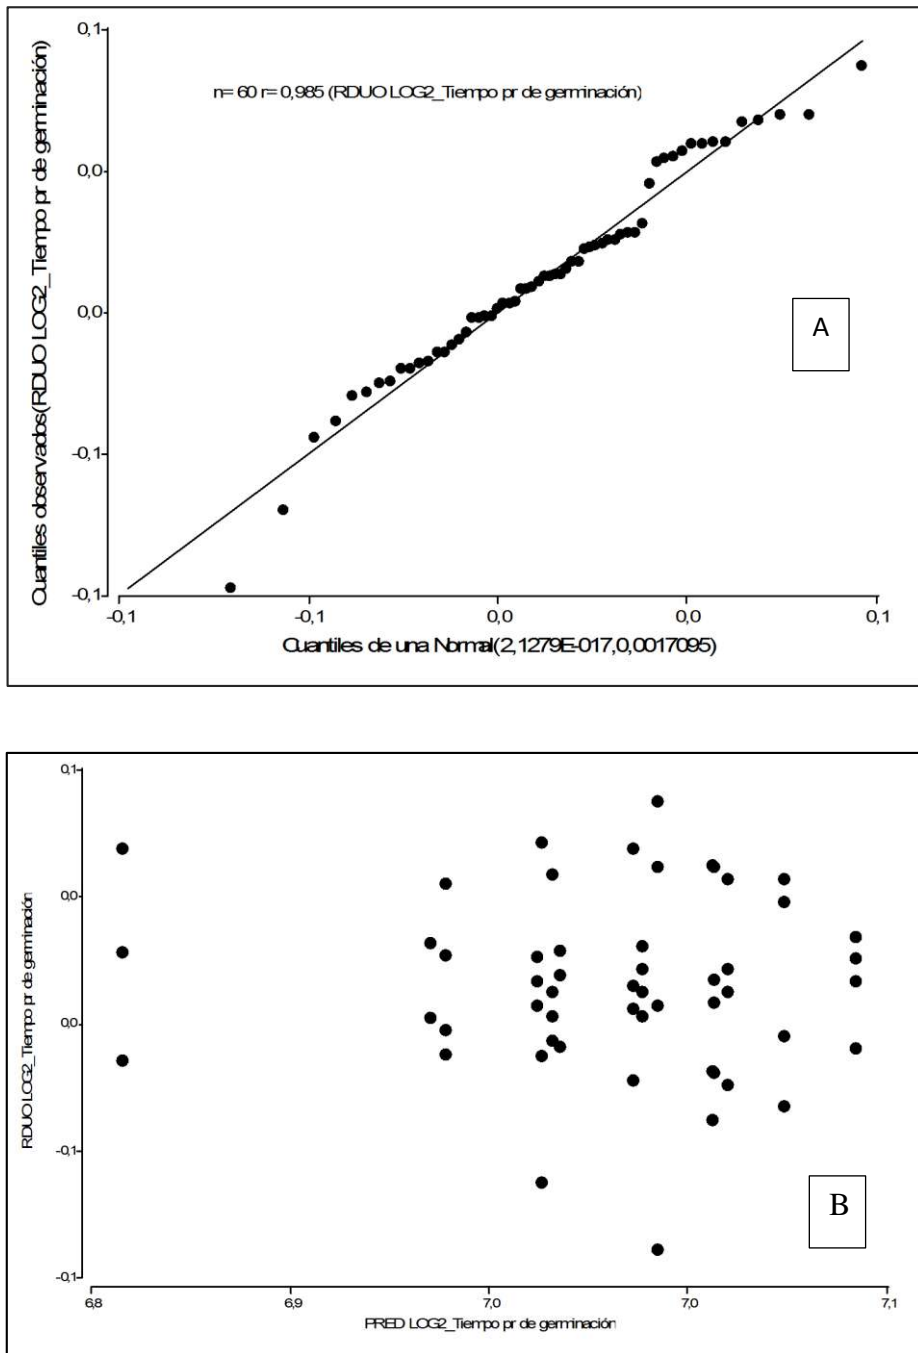 0,1
n= 60 r= 0,985 (RDUO LOG2_Tiempo pr de germinación)
0,0
0,0
-0,1
-0,1
Cuantiles observados(RDUO LOG2_Tiempo pr de germinación)
A
-0,1
-0,1
0,0
0,0
0,1
Cuantiles de una Normal(2,1279E-017,0,0017095)
0,1
0,0
0,0
-0,1
-0,1
RDUO LOG2_Tiempo pr de germinación
B
6,8
6,9
7,0
7,0
7,1
PRED LOG2_Tiempo pr de germinación